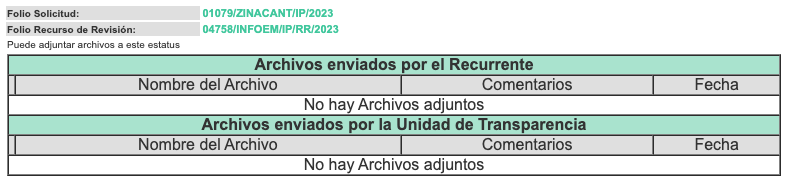 Folio Solicitud: 01079/ZINACANT/IP/2023
Folio Recurso de Revisión: 04758/INFOEM/IP/RR/2023
Puede adjuntar archivos a este estatus
Archivos enviados por el Recurrente
Nombre del Archivo Comentarios Fecha
No hay Archivos adjuntos
Archivos enviados por la Unidad de Transparencia
Nombre del Archivo Comentarios Fecha
No hay Archivos adjuntos